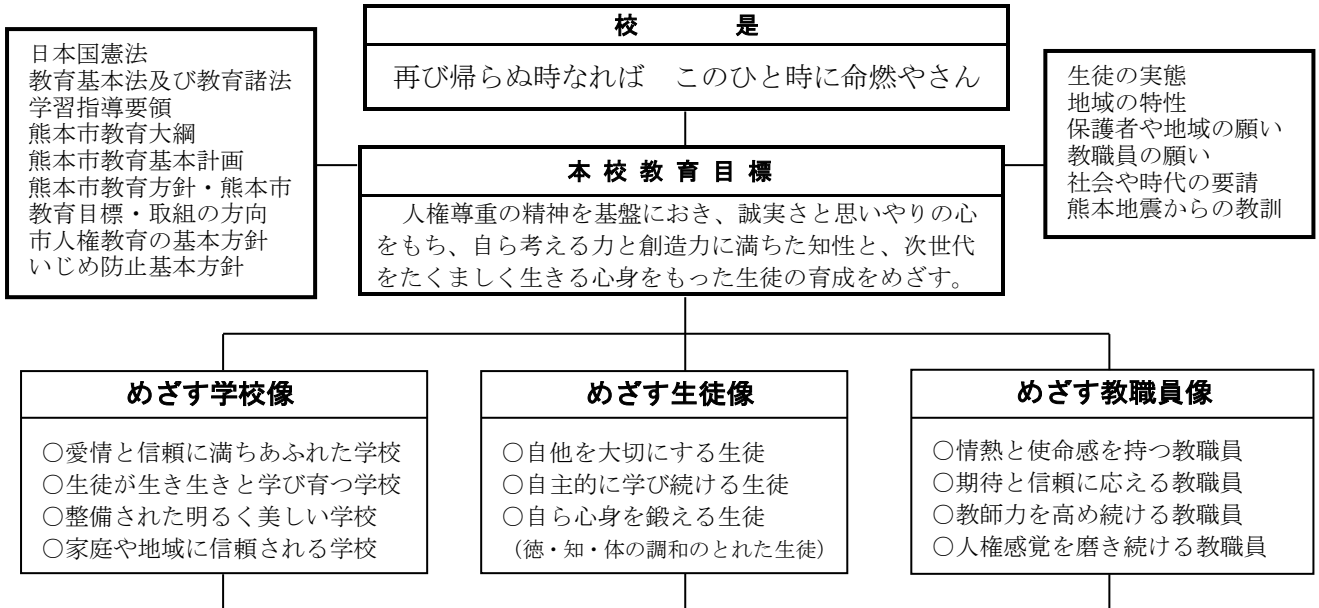 校　是
再び帰らぬ時なれば　このひと時に命燃やさん
日本国憲法
教育基本法及び教育諸法
学習指導要領
熊本市教育大綱
熊本市教育基本計画
熊本市教育方針・熊本市
教育目標・取組の方向
市人権教育の基本方針
いじめ防止基本方針
本校教育目標
人権尊重の精神を基盤におき、誠実さと思いやりの心
をもち、自ら考える力と創造力に満ちた知性と、次世代
をたくましく生きる心身をもった生徒の育成をめざす。
生徒の実態
地域の特性
保護者や地域の願い
教職員の願い
社会や時代の要請
熊本地震からの教訓
めざす学校像
○愛情と信頼に満ちあふれた学校
○生徒が生き生きと学び育つ学校
○整備された明るく美しい学校
○家庭や地域に信頼される学校
めざす生徒像
○自他を大切にする生徒
○自主的に学び続ける生徒
○自ら心身を鍛える生徒
（徳・知・体の調和のとれた生徒）
めざす教職員像
○情熱と使命感を持つ教職員
○期待と信頼に応える教職員
○教師力を高め続ける教職員
○人権感覚を磨き続ける教職員